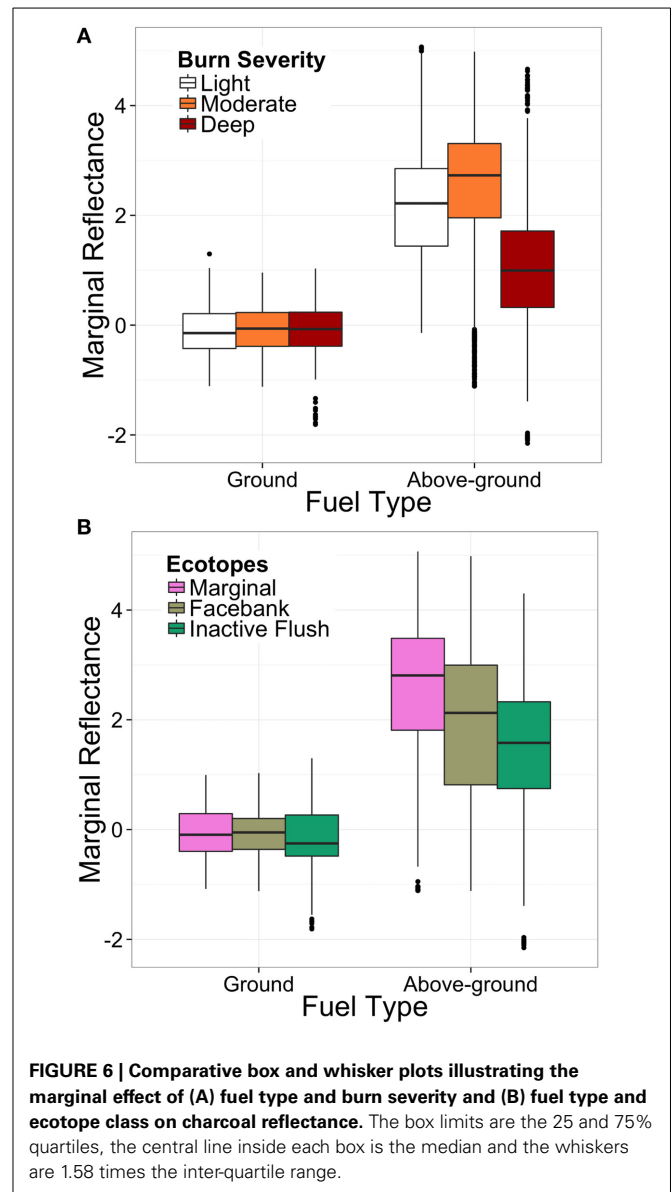 A
Burn Severity
Light
Moderate
Deep
4
2
0
-2
Marginal Reflectance
Ground
Above-ground
Fuel Type
B
Ecotopes
Marginal
Facebank
Inactive Flush
4
2
0
-2
Marginal Reflectance
Ground
Above-ground
Fuel Type
FIGURE 6 | Comparative box and whisker plots illustrating the
marginal effect of (A) fuel type and burn severity and (B) fuel type and
ecotope class on charcoal reflectance. The box limits are the 25 and 75%
quartiles, the central line inside each box is the median and the whiskers
are 1.58 times the inter-quartile range.